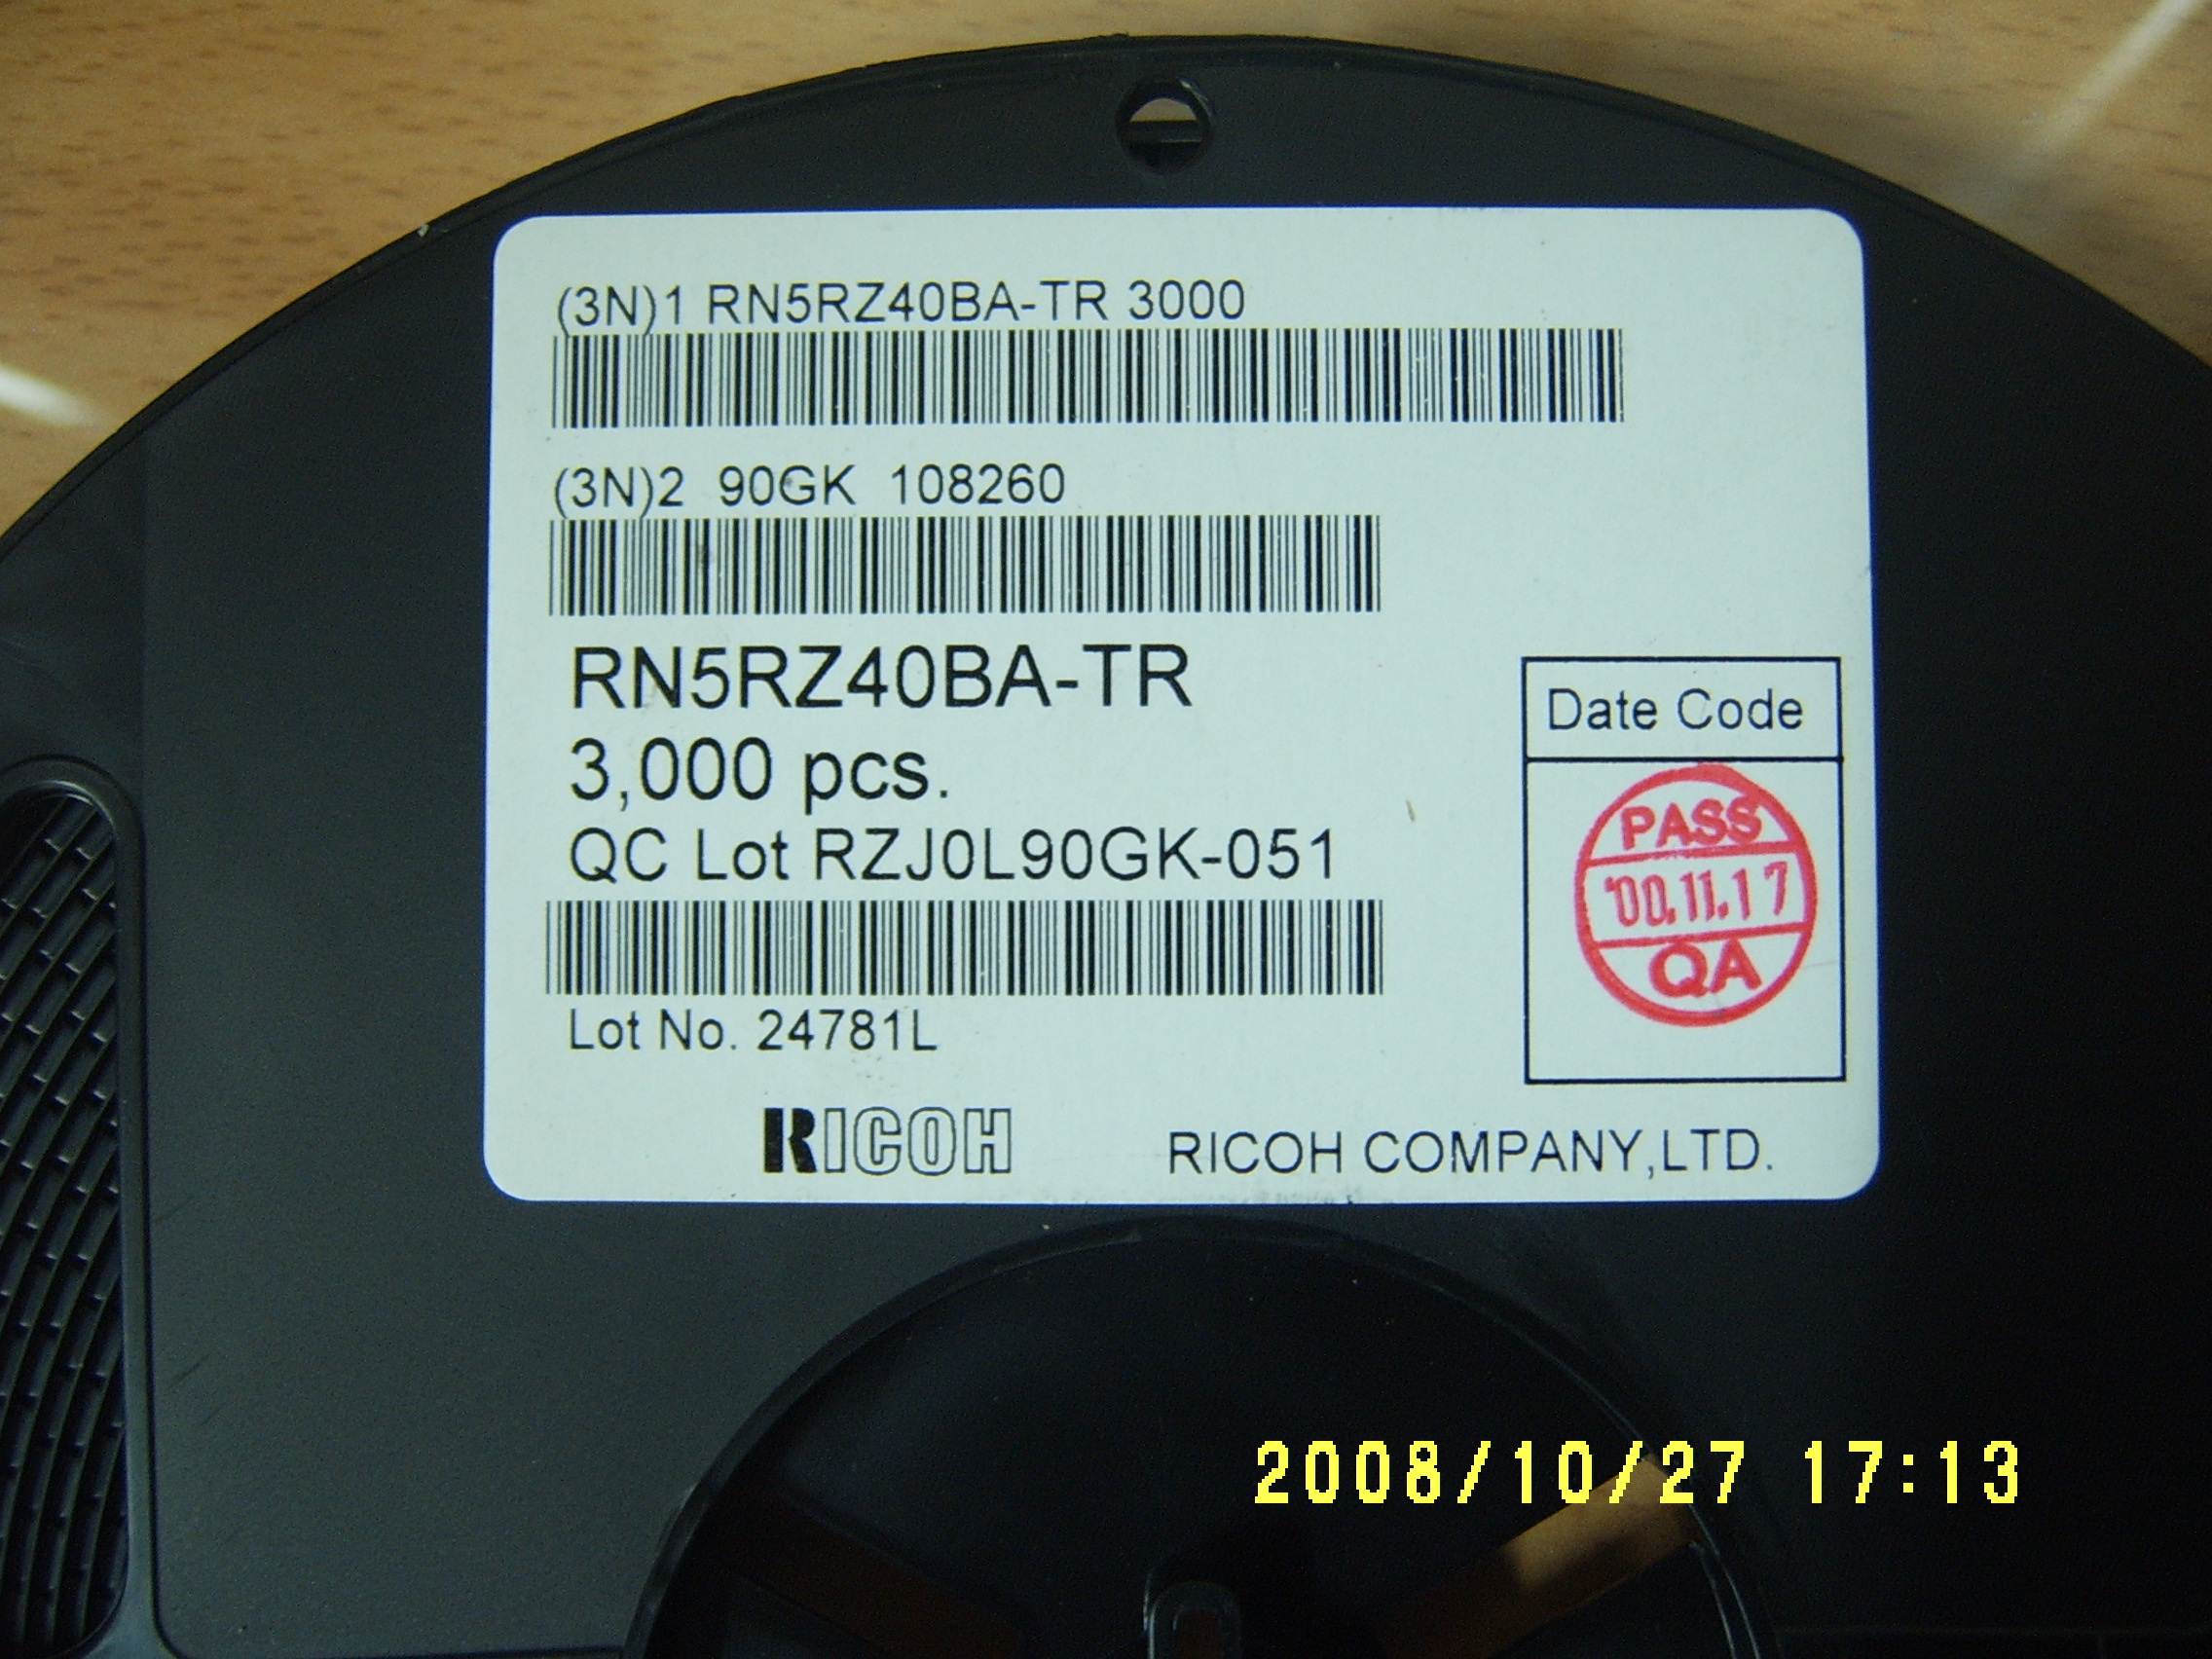 (3N)1 RN5RZ40BA-TR 3000
(3N)2 90GK 108260
RN5RZ40BA-TR
3,000 pcs.
QC Lot RZJ0L90GK-051
Lot No. 24781L
Date Code
PASS
'00.11.17
QA
RICOH
RICOH COMPANY,LTD.
2008/10/27 17:13